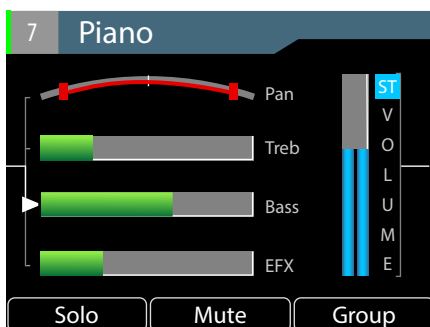 7 Piano
Pan
Treb
Bass
EFX
ST
V
O
L
U
M
E
Solo Mute Group